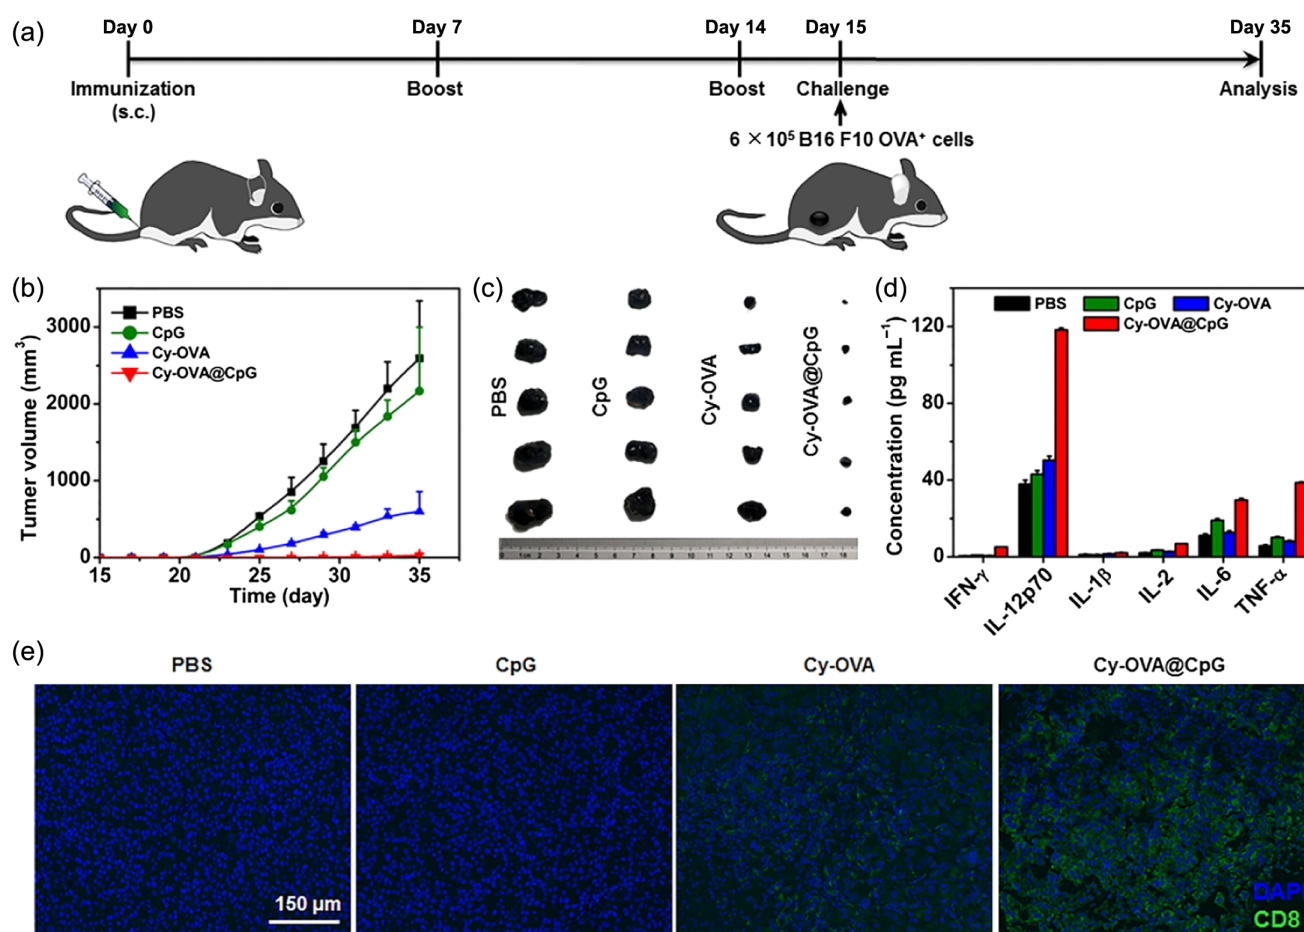 (a)
Day 0 Day 7 Day 14 Day 15 Day 35
Immunization Boost Boost Challenge Analysis
(s.c.)
6 × 10⁵ B16 F10 OVA⁺ cells
(b)
PBS
CpG
Cy-OVA
Cy-OVA@CpG
Tumer volume (mm³)
3000
2000
1000
0
15 20 25 30 35
Time (day)
(c)
PBS
CpG
Cy-OVA
Cy-OVA@CpG
(d)
PBS CpG Cy-OVA
Cy-OVA@CpG
Concentration (pg mL⁻¹)
120
80
40
0
IFN-γ
IL-12p70
IL-1β
IL-2
IL-6
TNF-α
(e)
PBS CpG Cy-OVA Cy-OVA@CpG
150 μm
DAP
CD8